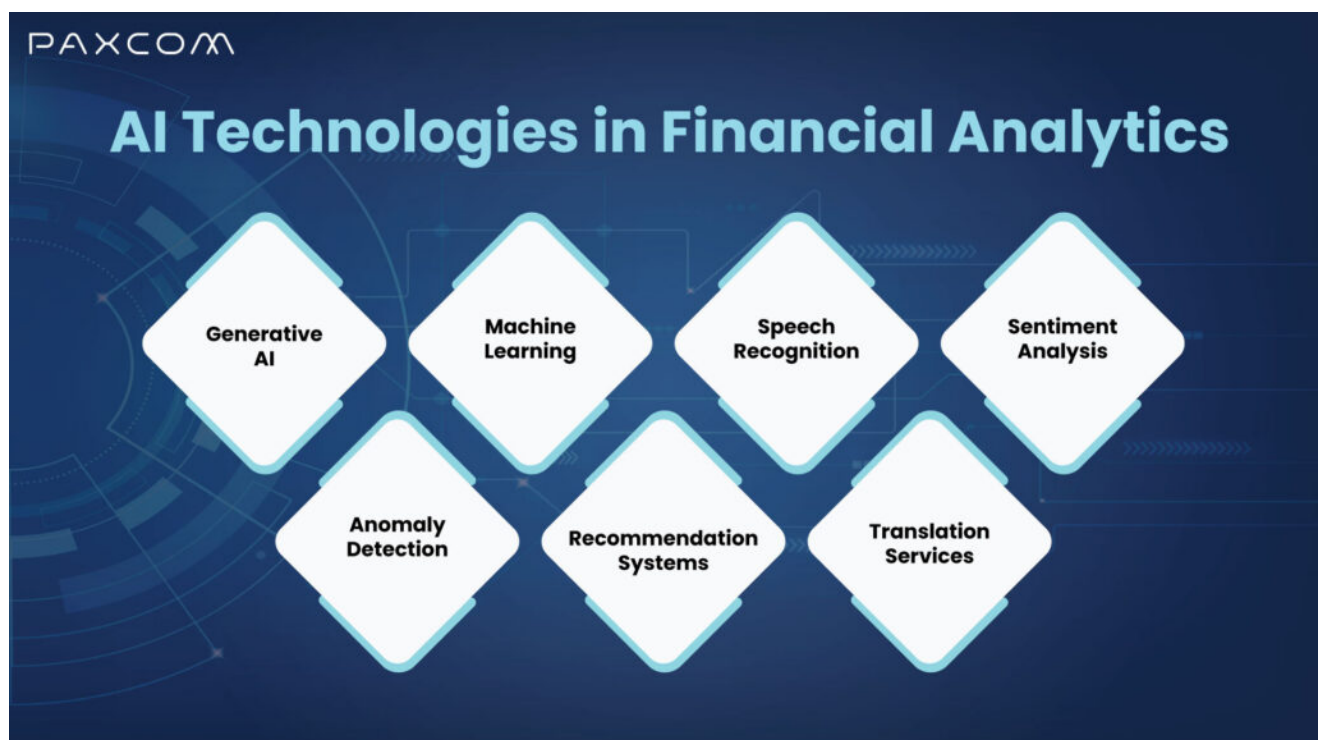 PAXCOM
AI Technologies in Financial Analytics
Generative
AI
Machine
Learning
Speech
Recognition
Sentiment
Analysis
Anomaly
Detection
Recommendation
Systems
Translation
Services